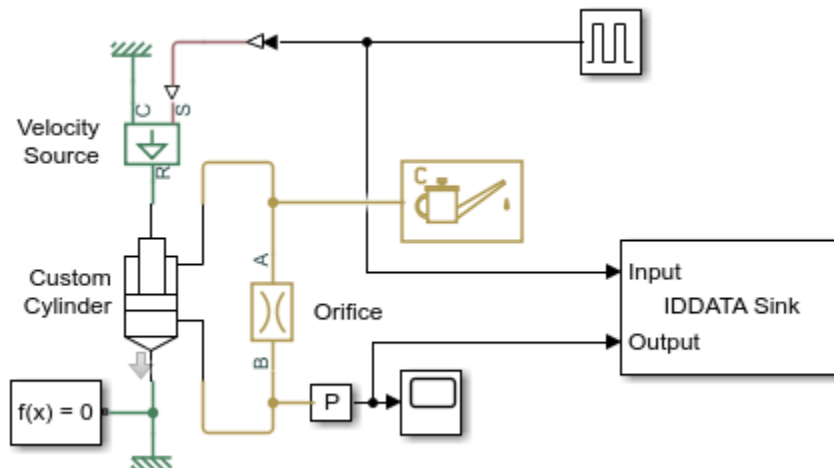 C
S
Velocity
Source
R
C
A
Custom
Cylinder
Input
IDDATA Sink
Orifice
Output
B
P
f(x) = 0